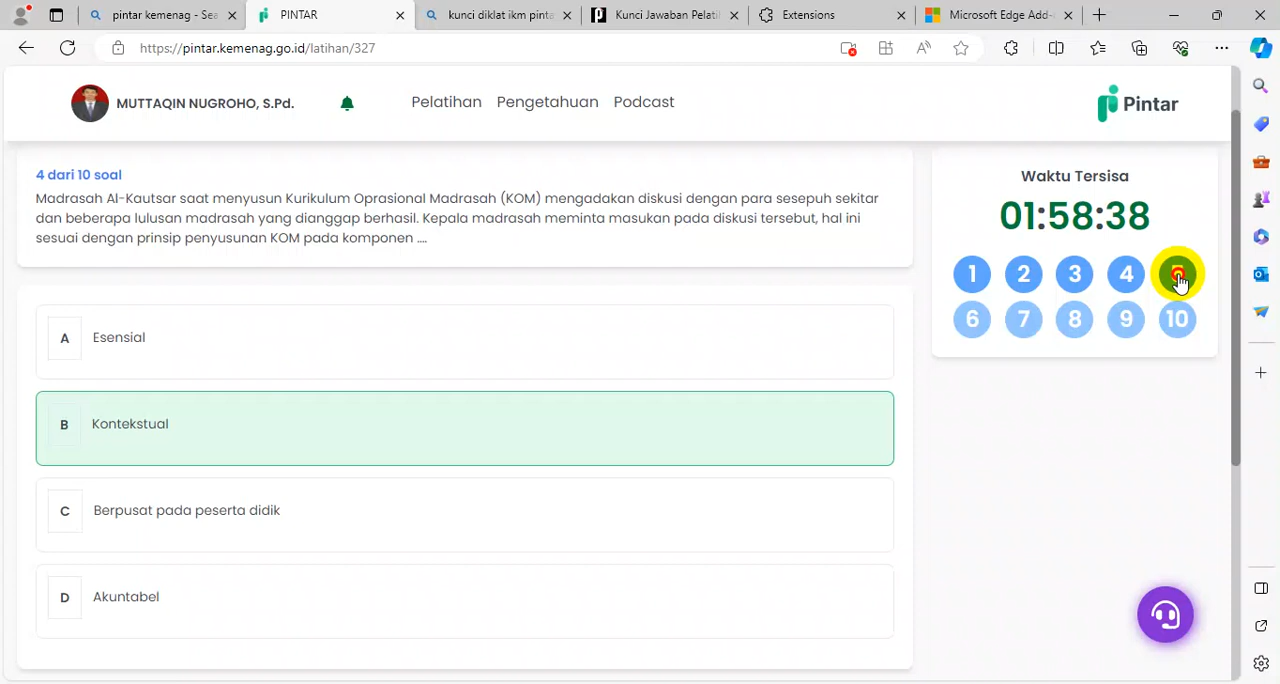 pintar kemenag - Sea
PINTAR
kunci diklat ikm pinta
Kunci Jawaban Pelati
Extensions
Microsoft Edge Add-
https://pintar.kemenag.go.id/latihan/327
MUTTAQIN NUGROHO, S.Pd.
Pelatihan Pengetahuan Podcast
Pintar
4 dari 10 soal
Madrasah Al-Kautsar saat menyusun Kurikulum Oprasional Madrasah (KOM) mengadakan diskusi dengan para sesepuh sekitar
dan beberapa lulusan madrasah yang dianggap berhasil. Kepala madrasah meminta masukan pada diskusi tersebut, hal ini
sesuai dengan prinsip penyusunan KOM pada komponen ....
A Esensial
B Kontekstual
C Berpusat pada peserta didik
D Akuntabel
Waktu Tersisa
01:58:38
1 2 3 4
6 7 8 9 10